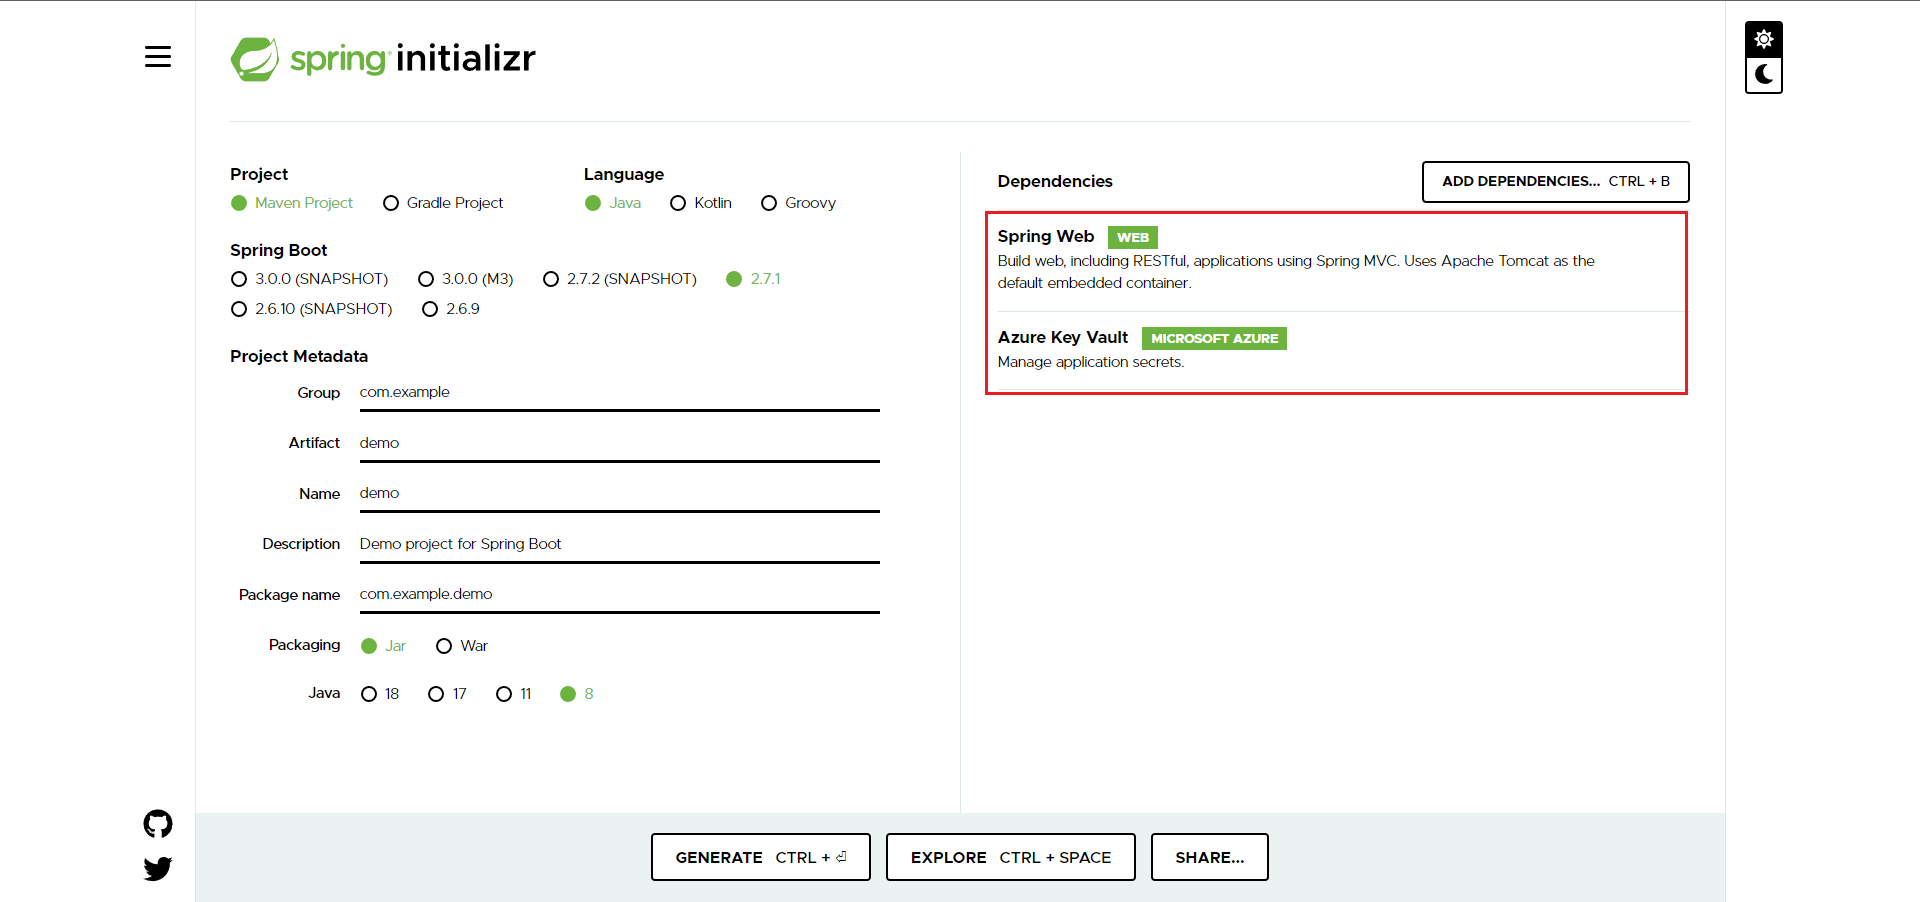 spring initializr
Project
Maven Project Gradle Project
Language
Java Kotlin Groovy
Spring Boot
3.0.0 (SNAPSHOT) 3.0.0 (M3) 2.7.2 (SNAPSHOT) 2.7.1
2.6.10 (SNAPSHOT) 2.6.9
Project Metadata
Group com.example
Artifact demo
Name demo
Description Demo project for Spring Boot
Package name com.example.demo
Packaging Jar War
Java 18 17 11 8
Dependencies
ADD DEPENDENCIES... CTRL + B
Spring Web WEB
Build web, including RESTful, applications using Spring MVC. Uses Apache Tomcat as the
default embedded container.
Azure Key Vault MICROSOFT AZURE
Manage application secrets.
GENERATE CTRL + ⏎
EXPLORE CTRL + SPACE
SHARE...